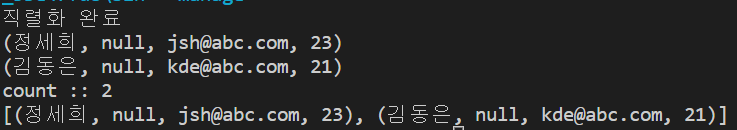 직렬화 완료
(정세희, null, jsh@abc.com, 23)
(김동은, null, kde@abc.com, 21)
count :: 2
[(정세희, null, jsh@abc.com, 23), (김동은, null, kde@abc.com, 21)]